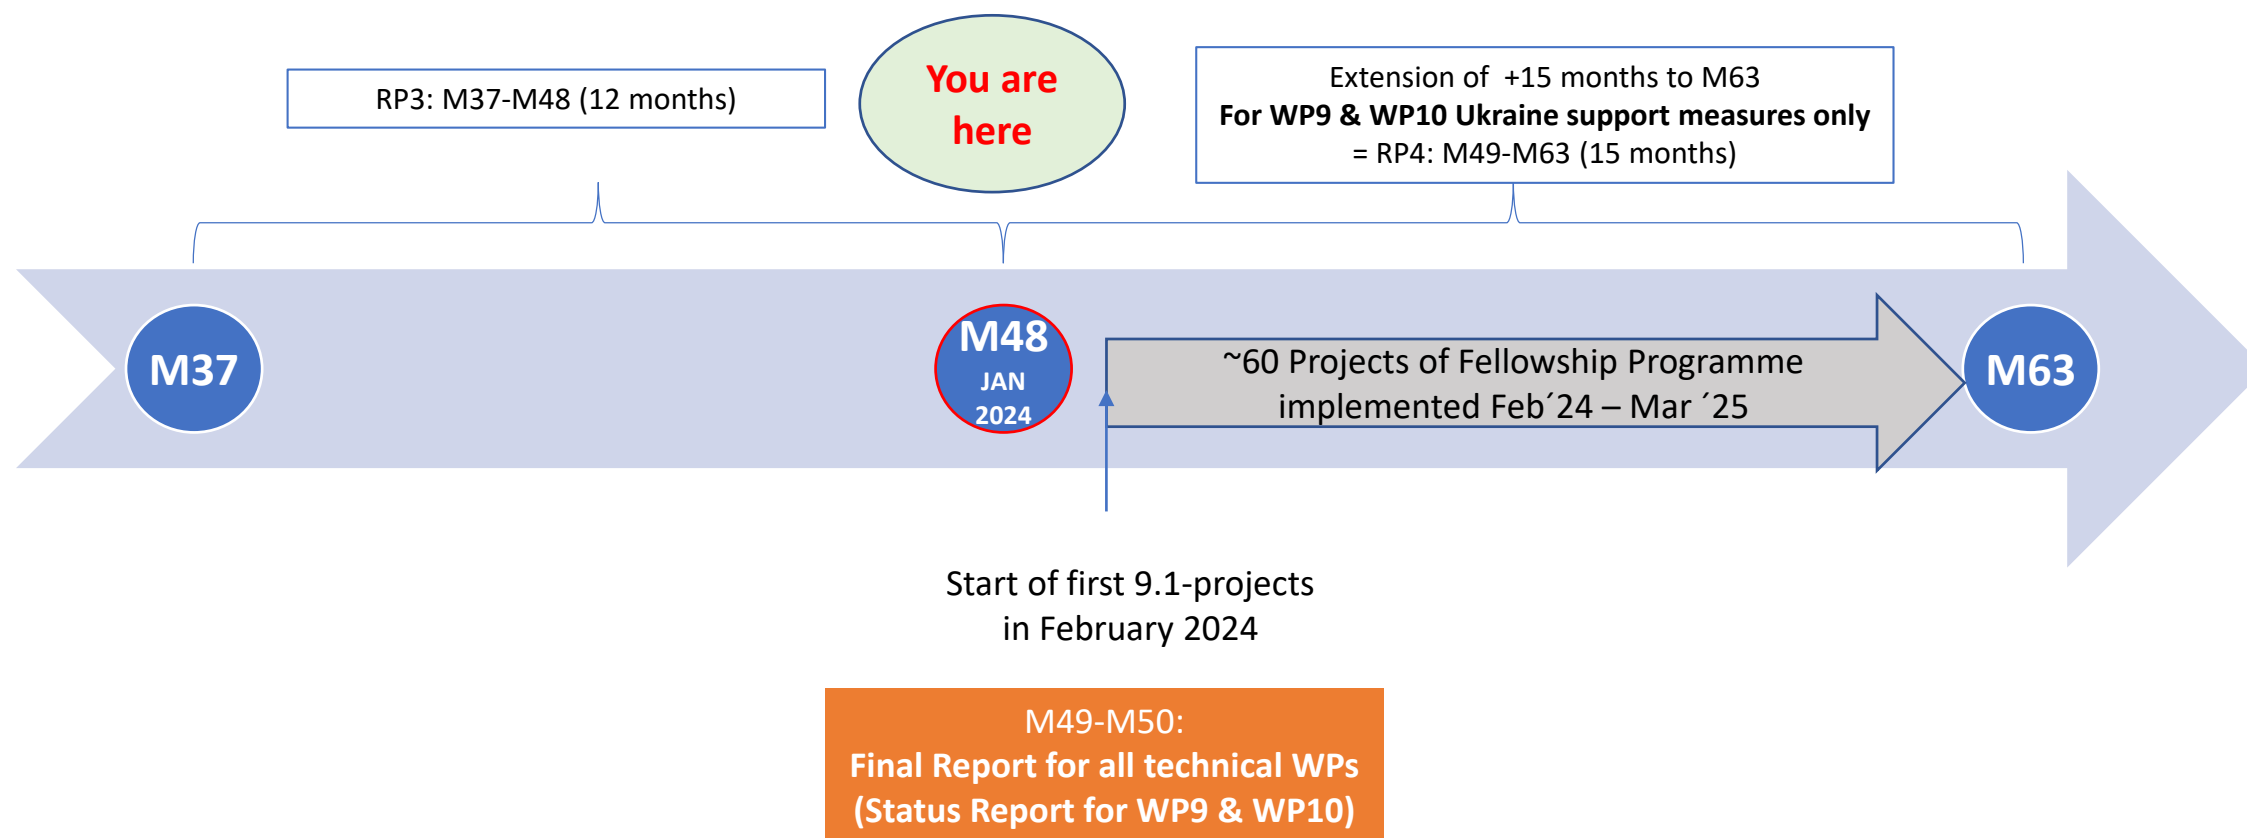 You are
here
RP3: M37-M48 (12 months)
Extension of +15 months to M63
For WP9 & WP10 Ukraine support measures only
= RP4: M49-M63 (15 months)
M37
M48
JAN
2024
~60 Projects of Fellowship Programme
implemented Feb´24 – Mar ´25
M63
Start of first 9.1-projects
in February 2024
M49-M50:
Final Report for all technical WPs
(Status Report for WP9 & WP10)